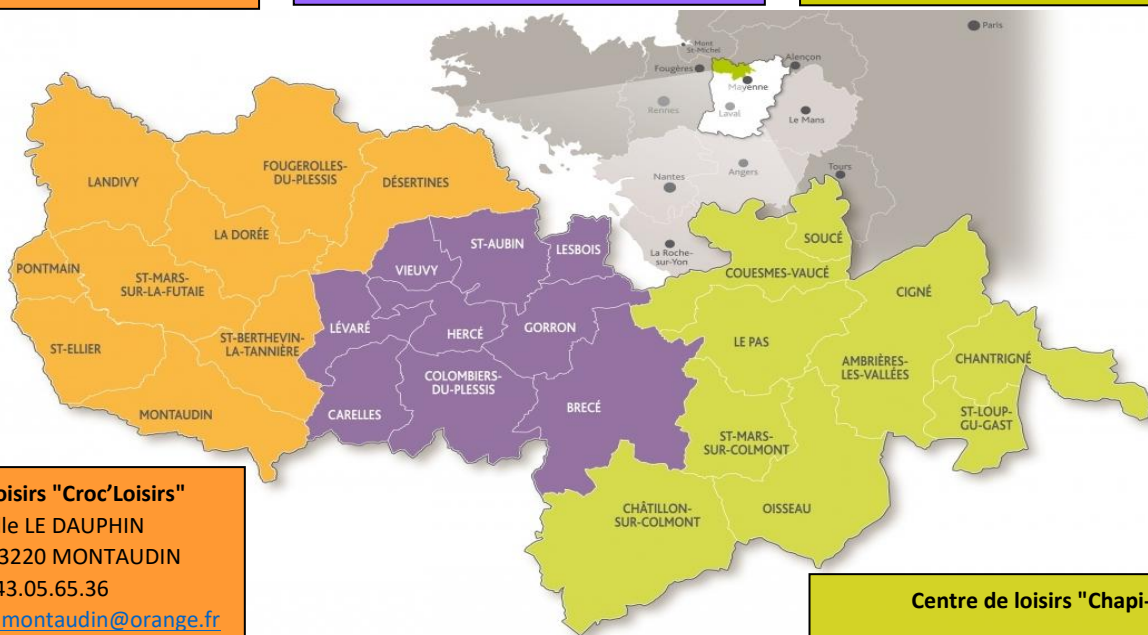 Paris
Mont
St-Michel
Alençon
Fougères
Mayenne
Rennes
Laval
Le Mans
Nantes
Angers
Tours
La Roche-
sur-Yon
LANDIVY
FOUGEROLLES-
DU-PLESSIS
DÉSERTINES
LA DORÉE
PONTMAIN
ST-MARS-
SUR-LA-FUTAIE
ST-ELLIER
ST-BERTHEVIN-
LA-TANNIÈRE
MONTAUDIN
ST-AUBIN
LESBOIS
VIEUVY
LÉVARÉ
HERCÉ
GORRON
COLOMBIERS-
DU-PLESSIS
CARELLES
BRECÉ
SOUCÉ
COUESMES-VAUCÉ
CIGNÉ
LE PAS
AMBRIÈRES-
LES-VALLÉES
CHANTRIGNÉ
ST-LOUP-
GU-GAST
ST-MARS-
SUR-COLMONT
CHÂTILLON-
SUR-COLMONT
OISSEAU
oisirs "Croc'Loisirs"
le LE DAUPHIN
3220 MONTAUDIN
43.05.65.36
montaudin@orange.fr
Centre de loisirs "Chapi-